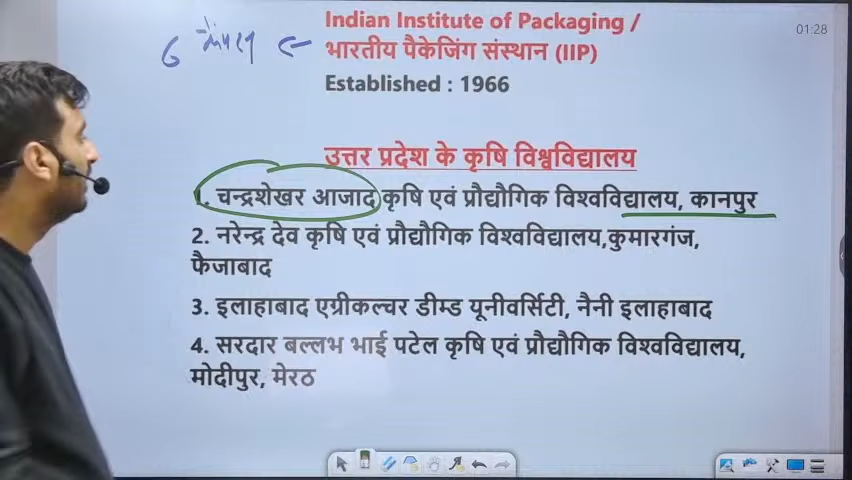 Indian Institute of Packaging /
भारतीय पैकेजिंग संस्थान (IIP)
Established : 1966
01:28
6
उत्तर प्रदेश के कृषि विश्वविद्यालय
1. चन्द्रशेखर आजाद कृषि एवं प्रौद्यौगिक विश्वविद्यालय, कानपुर
2. नरेन्द्र देव कृषि एवं प्रौद्यौगिक विश्वविद्यालय,कुमारगंज,
फैजाबाद
3. इलाहाबाद एग्रीकल्चर डीम्ड यूनीवर्सिटी, नैनी इलाहाबाद
4. सरदार बल्लभ भाई पटेल कृषि एवं प्रौद्यौगिक विश्वविद्यालय,
मोदीपुर, मेरठ